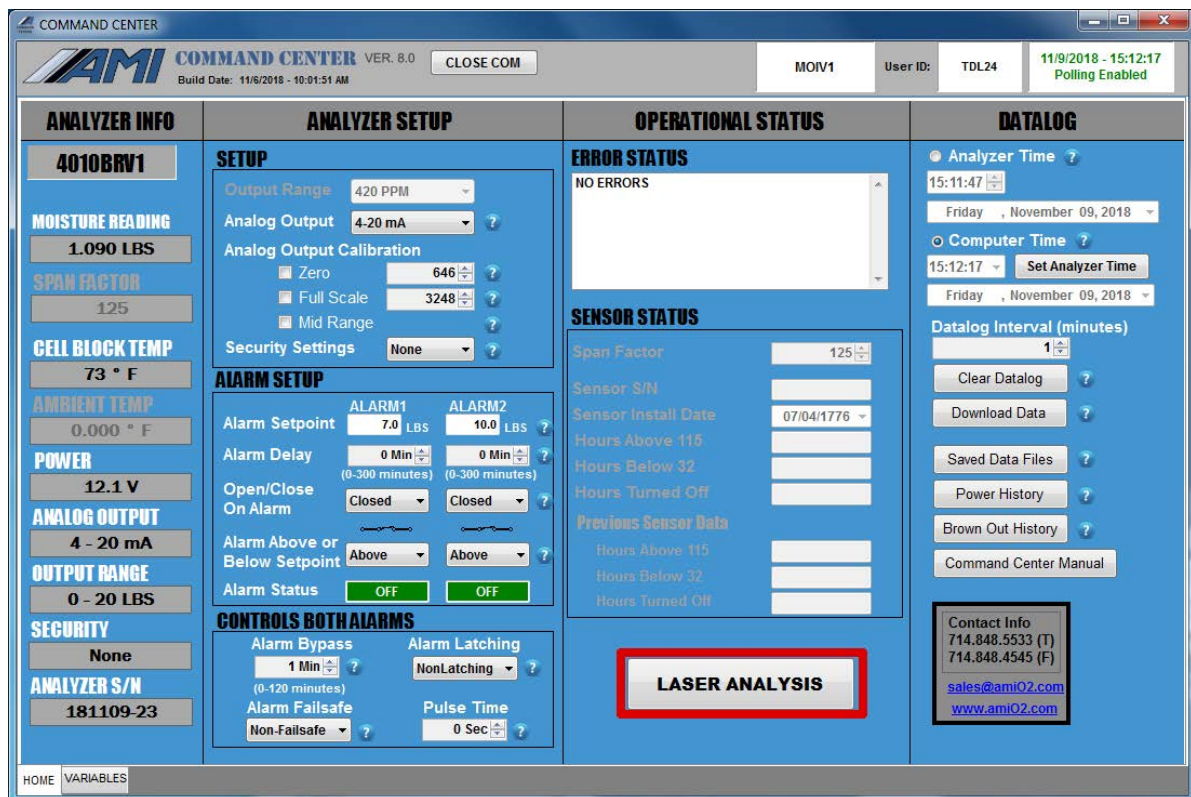 COMMAND CENTER
AMI
COMMAND CENTER VER. 8.0
Build Date: 11/6/2018 - 10:01:51 AM
CLOSE COM
MOIV1
User ID:
TDL24
11/9/2018 - 15:12:17
Polling Enabled
ANALYZER INFO
4010BRV1
MOISTURE READING
1.090 LBS
SPAN FACTOR
125
CELL BLOCK TEMP
73 ° F
AMBIENT TEMP
0.000 ° F
POWER
12.1 V
ANALOG OUTPUT
4 - 20 mA
OUTPUT RANGE
0 - 20 LBS
SECURITY
None
ANALYZER S/N
181109-23
ANALYZER SETUP
SETUP
Output Range 420 PPM
Analog Output 4-20 mA ?
Analog Output Calibration
Zero 646 ?
Full Scale 3248 ?
Mid Range ?
Security Settings None ?
ALARM SETUP
ALARM1 ALARM2
Alarm Setpoint 7.0 LBS 10.0 LBS ?
Alarm Delay 0 Min 0 Min ?
(0-300 minutes) (0-300 minutes)
Open/Close
On Alarm
Closed Closed ?
Alarm Above or
Below Setpoint
Above Above ?
Alarm Status OFF OFF
CONTROLS BOTH ALARMS
Alarm Bypass Alarm Latching
1 Min ? NonLatching ?
(0-120 minutes)
Alarm Failsafe Pulse Time
Non-Failsafe ? 0 Sec ?
OPERATIONAL STATUS
ERROR STATUS
NO ERRORS
SENSOR STATUS
Span Factor 125
Sensor S/N
Sensor Install Date 07/04/1776
Hours Above 115
Hours Below 32
Hours Turned Off
Previous Sensor Data
Hours Above 115
Hours Below 32
Hours Turned Off
LASER ANALYSIS
DATALOG
Analyzer Time ?
15:11:47
Friday , November 09, 2018
Computer Time ?
15:12:17 Set Analyzer Time
Friday , November 09, 2018
Datalog Interval (minutes)
1
Clear Datalog ?
Download Data ?
Saved Data Files ?
Power History ?
Brown Out History ?
Command Center Manual
Contact Info
714.848.5533 (T)
714.848.4545 (F)
sales@amiO2.com
www.amiO2.com
HOME VARIABLES